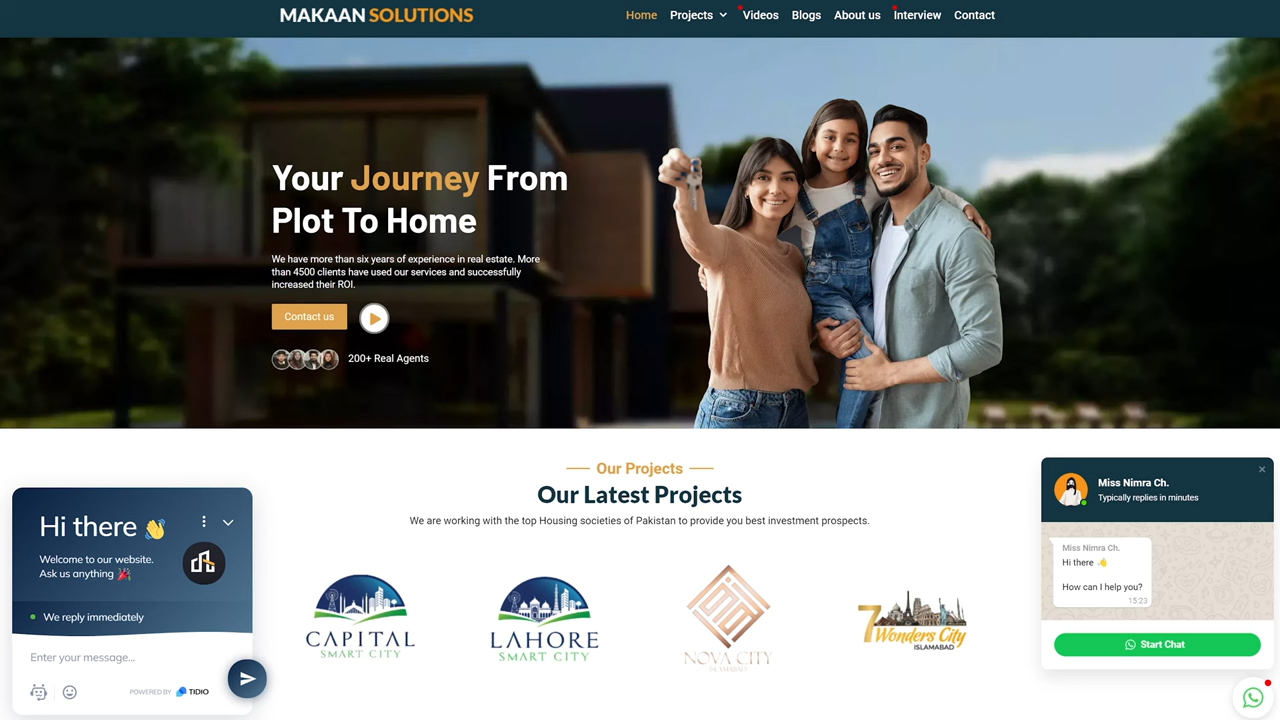 MAKAAN SOLUTIONS
Home Projects Videos Blogs About us Interview Contact
Your Journey From
Plot To Home
We have more than six years of experience in real estate. More
than 4500 clients have used our services and successfully
increased their ROI.
Contact us
200+ Real Agents
Our Projects
Our Latest Projects
We are working with the top Housing societies of Pakistan to provide you best investment prospects.
CAPITAL
SMART CITY
LAHORE
SMART CITY
NOVA CITY
ISLAMABAD
7 Wonders City
ISLAMABAD
Hi there 👋
Welcome to our website.
Ask us anything 🎉
We reply immediately
Enter your message...
POWERED BY TIDIO
Miss Nimra Ch.
Typically replies in minutes
Miss Nimra Ch.
Hi there 👋
How can I help you?
15:23
Start Chat